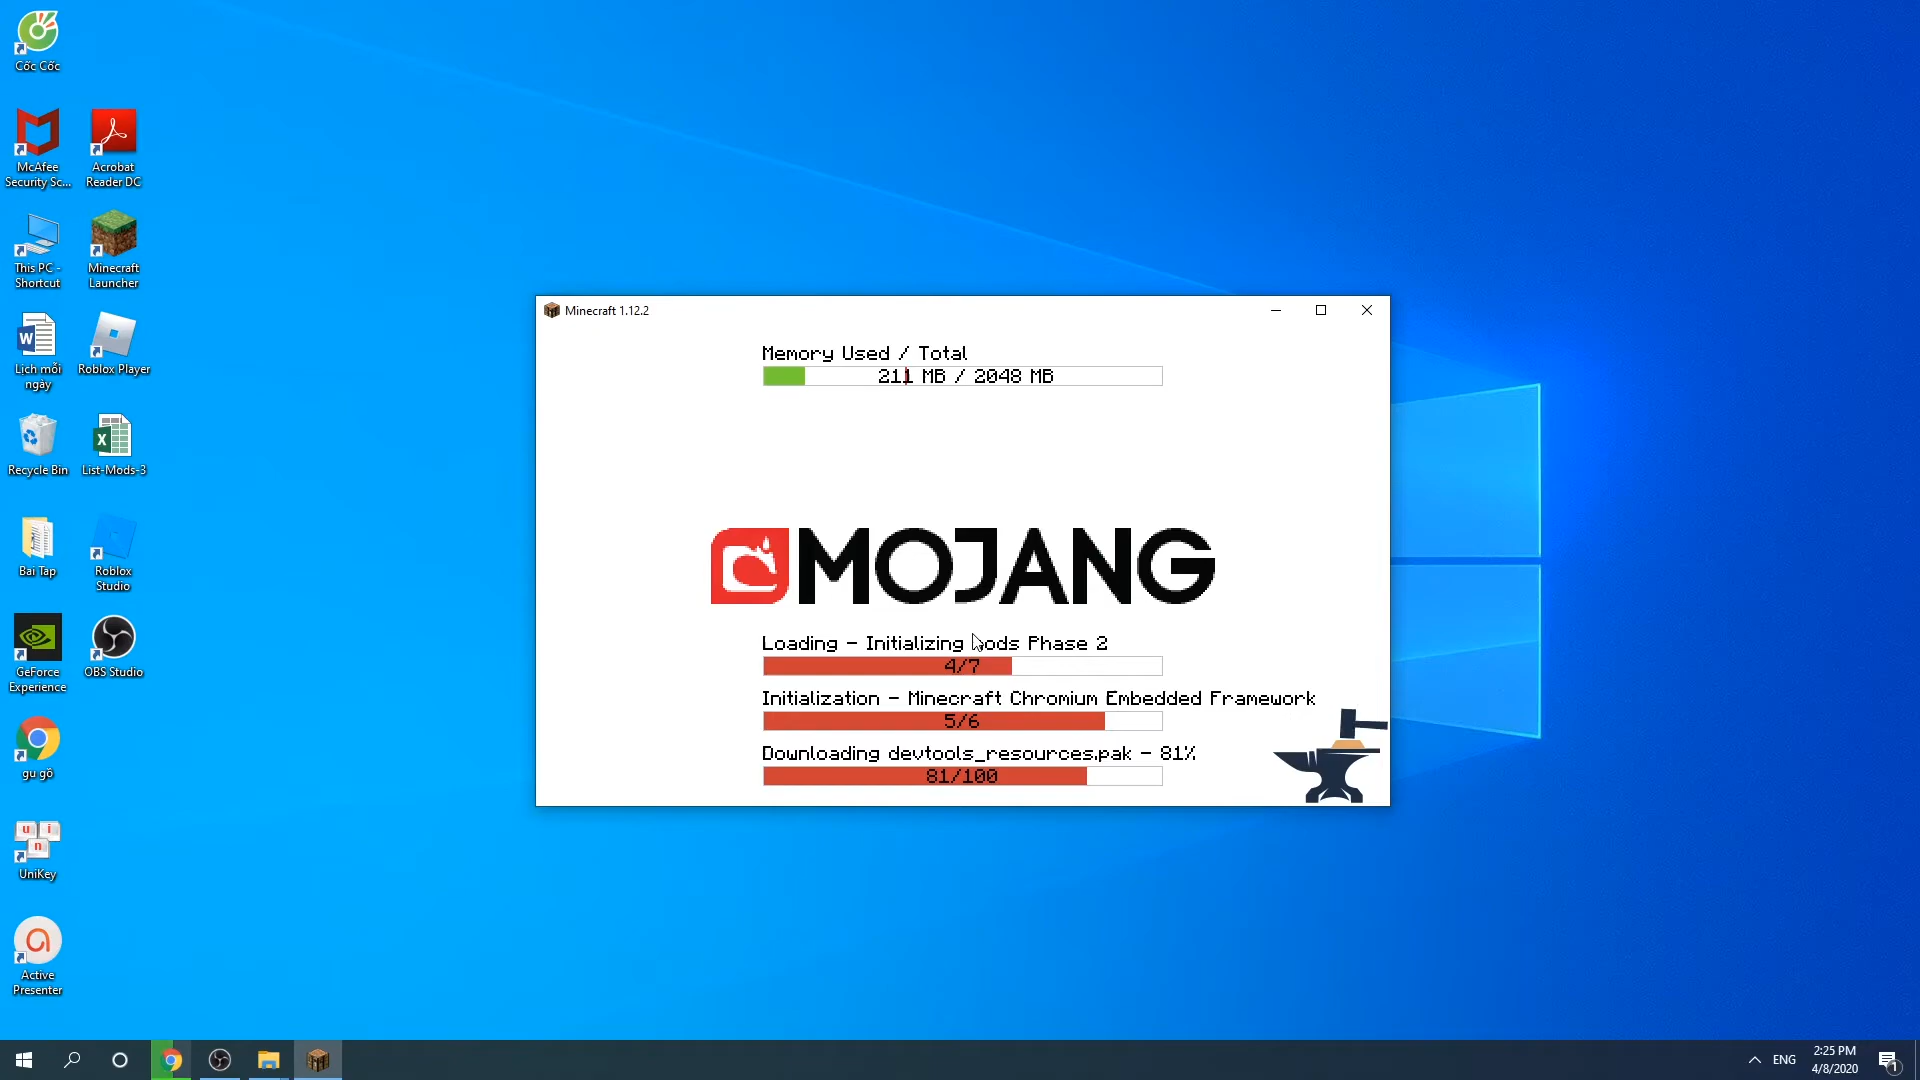 Cốc Cốc
McAfee
Security Sc...
Acrobat
Reader DC
This PC -
Shortcut
Minecraft
Launcher
Lịch mỗi
ngày
Roblox Player
Recycle Bin
List-Mods-3
Bai Tap
Roblox
Studio
GeForce
Experience
OBS Studio
gu gồ
UniKey
Active
Presenter
Minecraft 1.12.2
Memory Used / Total
211 MB / 2048 MB
MOJANG
Loading - Initializing mods Phase 2
4/7
Initialization - Minecraft Chromium Embedded Framework
5/6
Downloading devtools_resources.pak - 81%
81/100
ENG
2:25 PM
4/8/2020
1